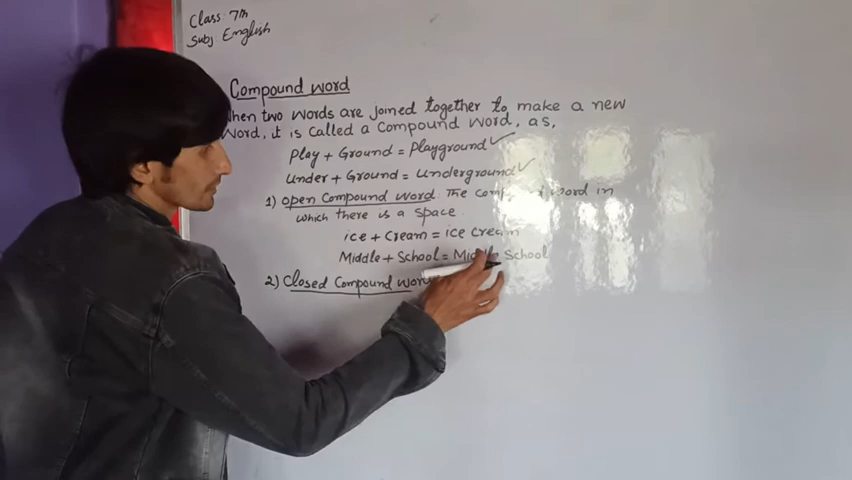 Class 7th
Subj English
Compound word
When two words are joined together to make a new
word, it is called a compound word, as,
Play + Ground = Playground
Under + Ground = Underground
1) Open Compound word. The word in
which there is a space.
ice + Cream = ice cream
Middle + School = Middle School
2) Closed Compound word